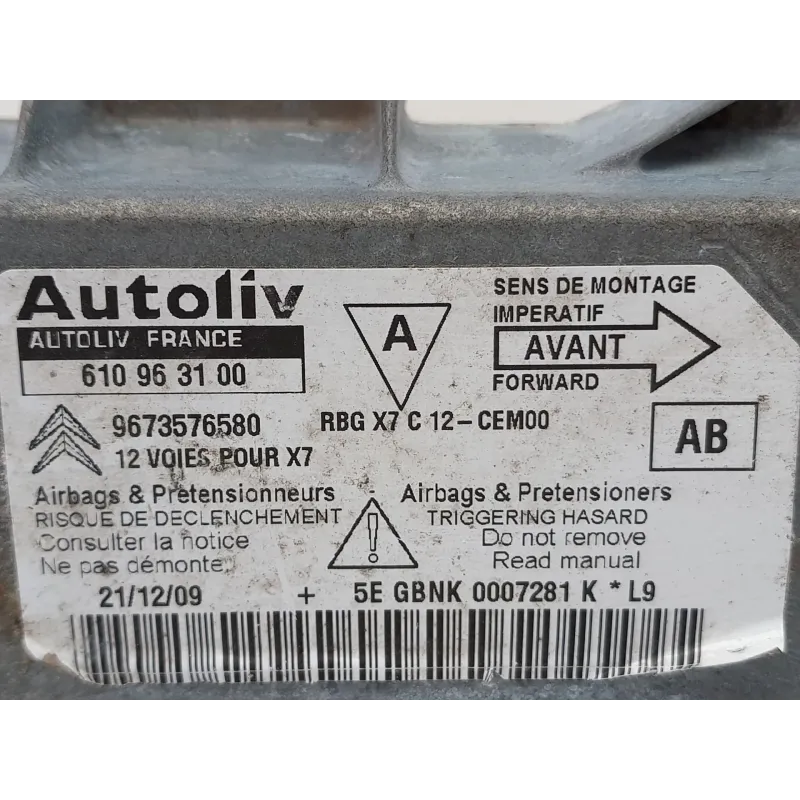 Autoliv
AUTOLIV FRANCE
610 96 31 00
A
SENS DE MONTAGE
IMPERATIF
AVANT
FORWARD
9673576580
RBG X7 C 12-CEM00
AB
12 VOIES POUR X7
Airbags & Pretensionneurs
RISQUE DE DECLENCHEMENT
Consulter la notice
Ne pas démonter
!
Airbags & Pretensioners
TRIGGERING HASARD
Do not remove
Read manual
21/12/09 + 5E GBNK 0007281 K * L9